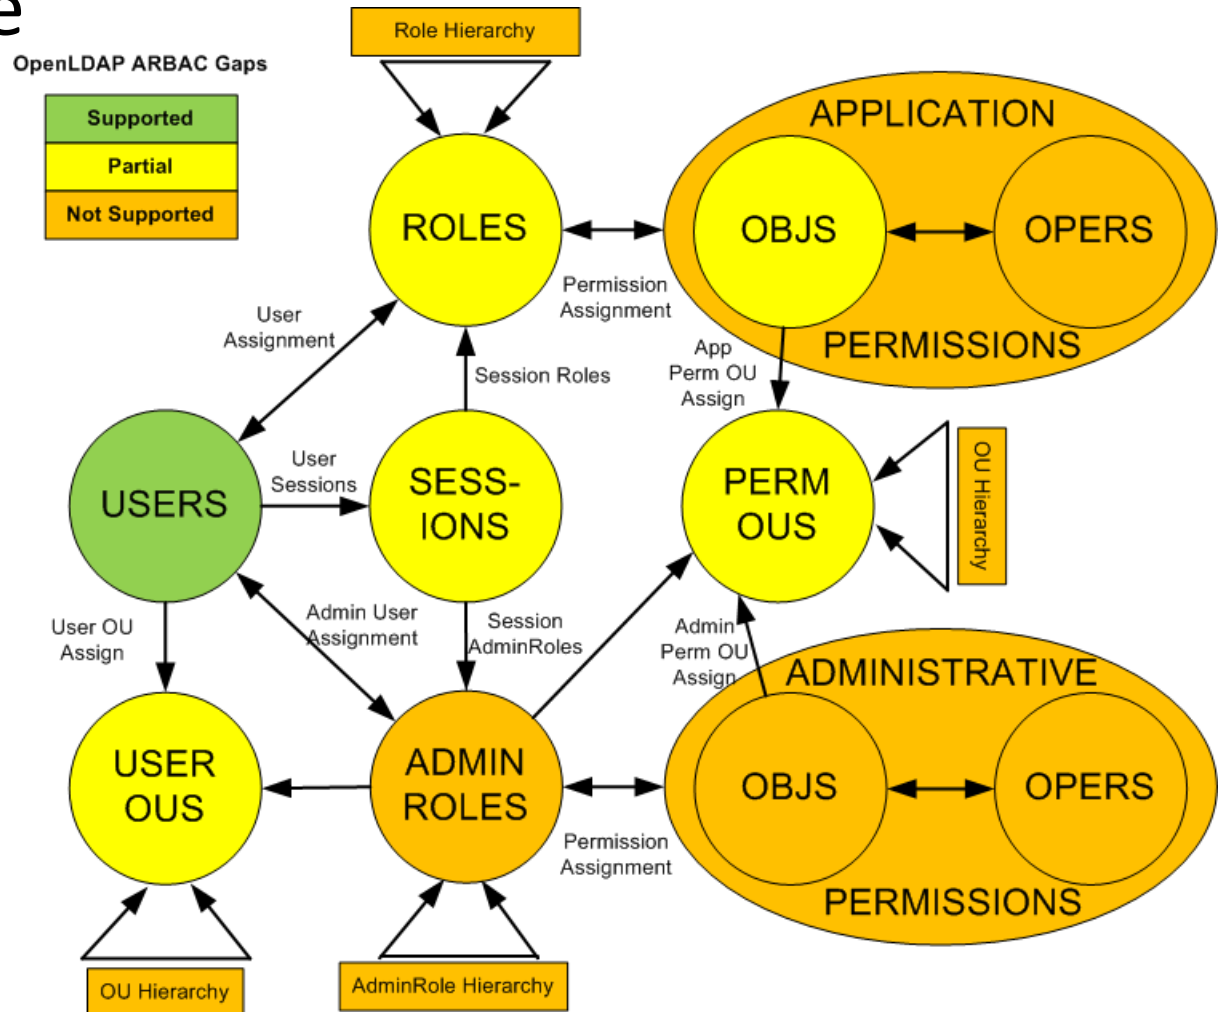 e
OpenLDAP ARBAC Gaps
Supported
Partial
Not Supported
Role Hierarchy
ROLES
APPLICATION
OBJS
OPERS
PERMISSIONS
Permission
Assignment
User
Assignment
Session Roles
App
Perm OU
Assign
USERS
User
Sessions
SESS-
IONS
PERM
OUS
OU Hierarchy
User OU
Assign
Admin User
Assignment
Session
AdminRoles
Admin
Perm OU
Assign
ADMINISTRATIVE
USER
OUS
ADMIN
ROLES
OBJS
OPERS
Permission
Assignment
PERMISSIONS
OU Hierarchy
AdminRole Hierarchy